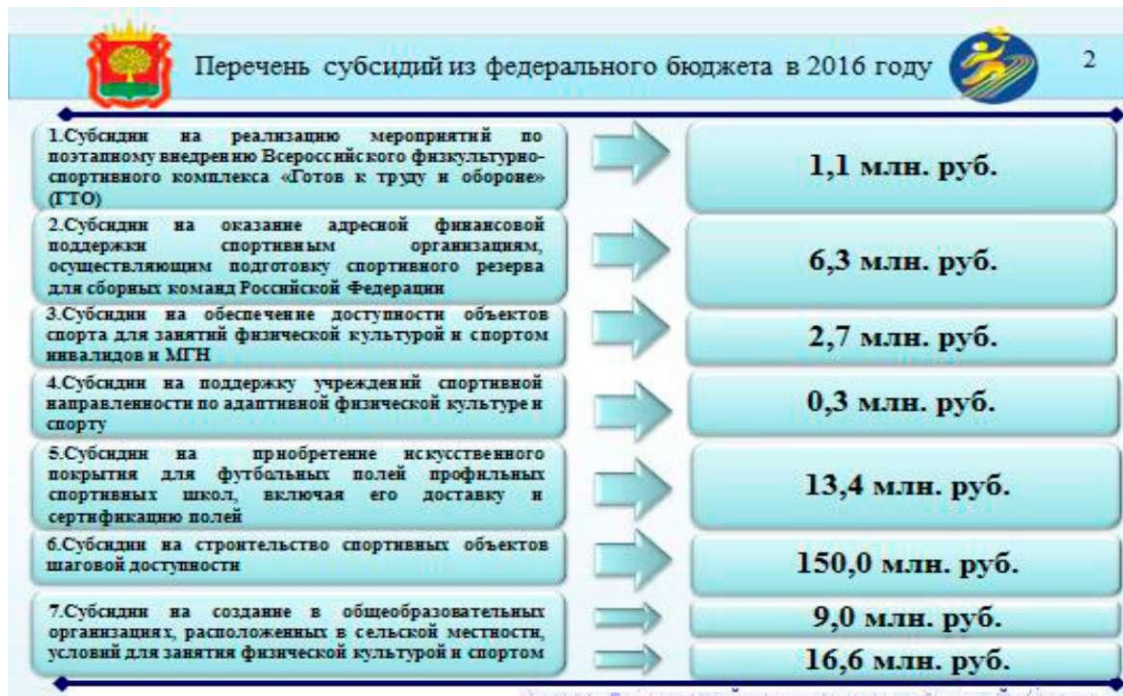 Перечень субсидий из федерального бюджета в 2016 году
2
1.Субсидии на реализацию мероприятий по
поэтапному внедрению Всероссийского физкультурно-
спортивного комплекса «Готов к труду и обороне»
(ГТО)
1,1 млн. руб.
2.Субсидии на оказание адресной финансовой
поддержки спортивным организациям,
осуществляющим подготовку спортивного резерва
для сборных команд Российской Федерации
6,3 млн. руб.
3.Субсидии на обеспечение доступности объектов
спорта для занятий физической культурой и спортом
инвалидов и МГН
2,7 млн. руб.
4.Субсидии на поддержку учреждений спортивной
направленности по адаптивной физической культуре и
спорту
0,3 млн. руб.
5.Субсидии на приобретение искусственного
покрытия для футбольных полей профильных
спортивных школ, включая его доставку и
сертификацию полей
13,4 млн. руб.
6.Субсидии на строительство спортивных объектов
шаговой доступности
150,0 млн. руб.
7.Субсидии на создание в общеобразовательных
организациях, расположенных в сельской местности,
условий для занятия физической культурой и спортом
9,0 млн. руб.
16,6 млн. руб.